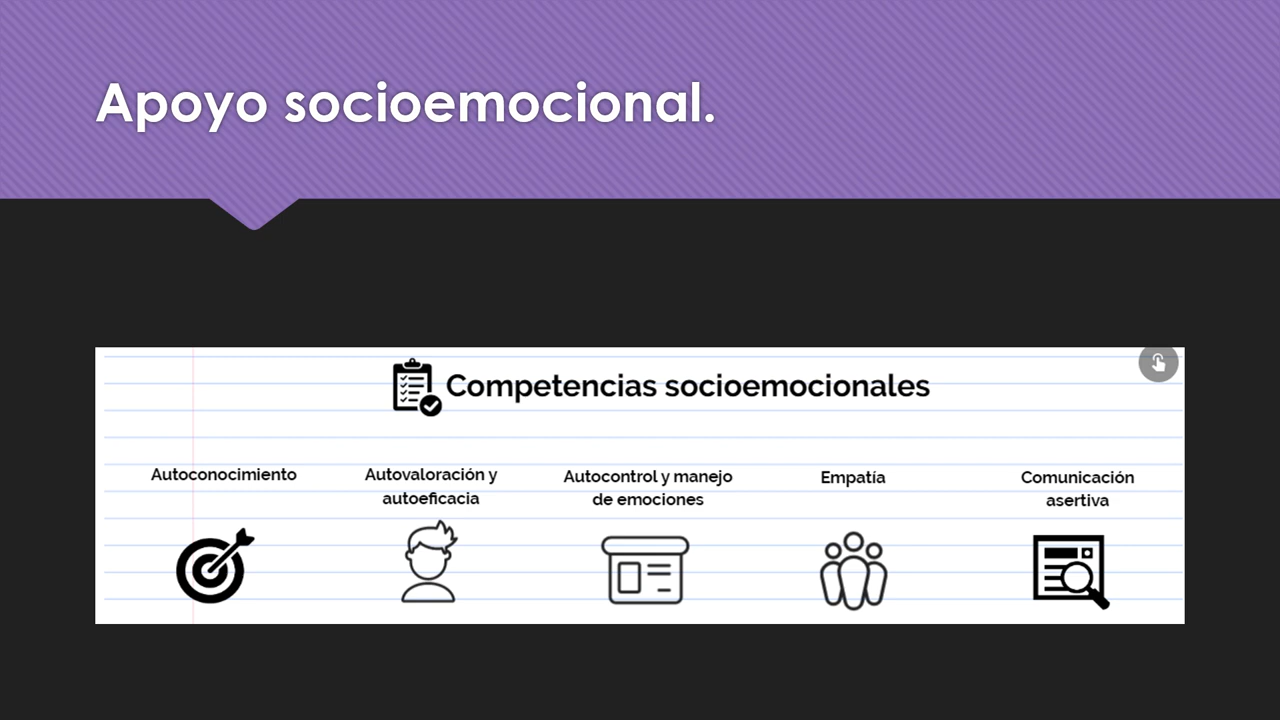 Apoyo socioemocional.
Competencias socioemocionales
Autoconocimiento
Autovaloración y
autoeficacia
Autocontrol y manejo
de emociones
Empatía
Comunicación
asertiva